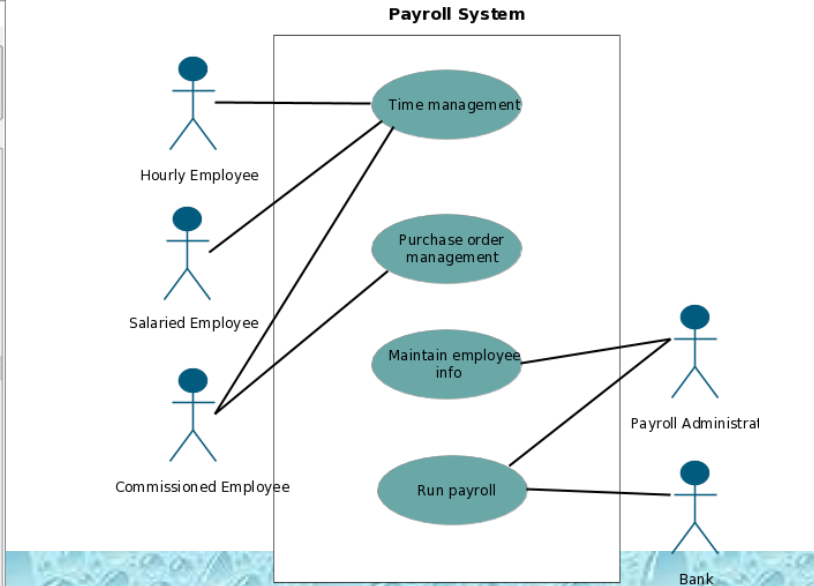 Payroll System
Time management
Hourly Employee
Purchase order
management
Salaried Employee
Maintain employee
info
Payroll Administrat
Commissioned Employee
Run payroll
Bank